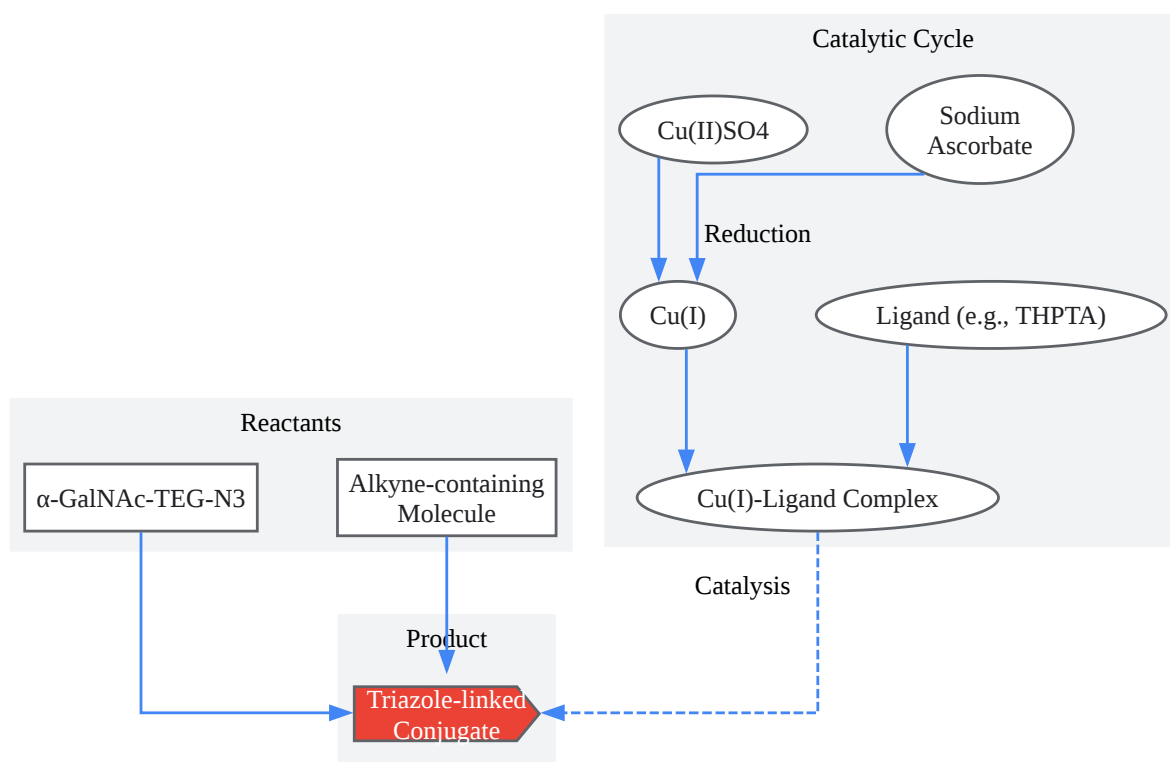 Catalytic Cycle
Cu(II)SO4
Sodium
Ascorbate
Reduction
Cu(I)
Ligand (e.g., THPTA)
Reactants
α-GalNAc-TEG-N3
Alkyne-containing
Molecule
Cu(I)-Ligand Complex
Catalysis
Product
Triazole-linked
Conjugate